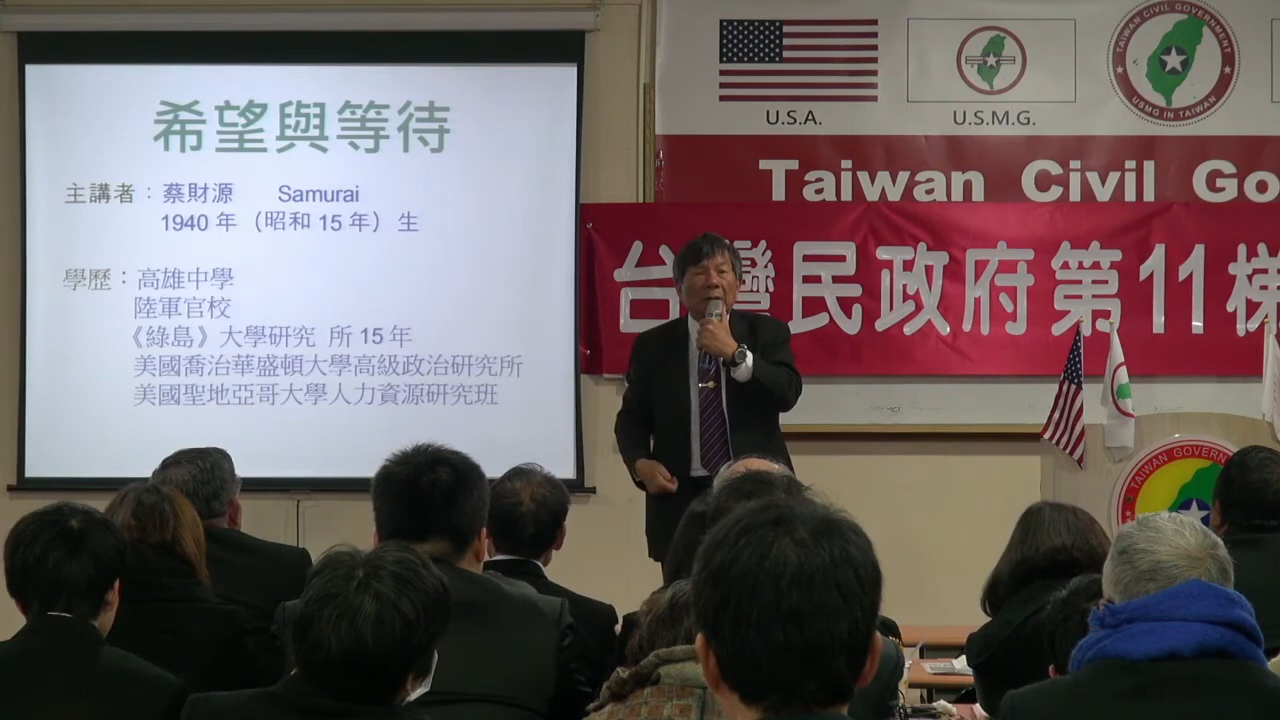 希望與等待
主講者：蔡財源 Samurai
1940 年（昭和 15 年）生
學歷：高雄中學
陸軍官校
《綠島》大學研究 所 15 年
美國喬治華盛頓大學高級政治研究所
美國聖地亞哥大學人力資源研究班
U.S.A.
U.S.M.G.
TAIWAN CIVIL GOVERNMENT
USMG IN TAIWAN
Taiwan Civil Go
台灣民政府第11梯
TAIWAN GOVERNMENT